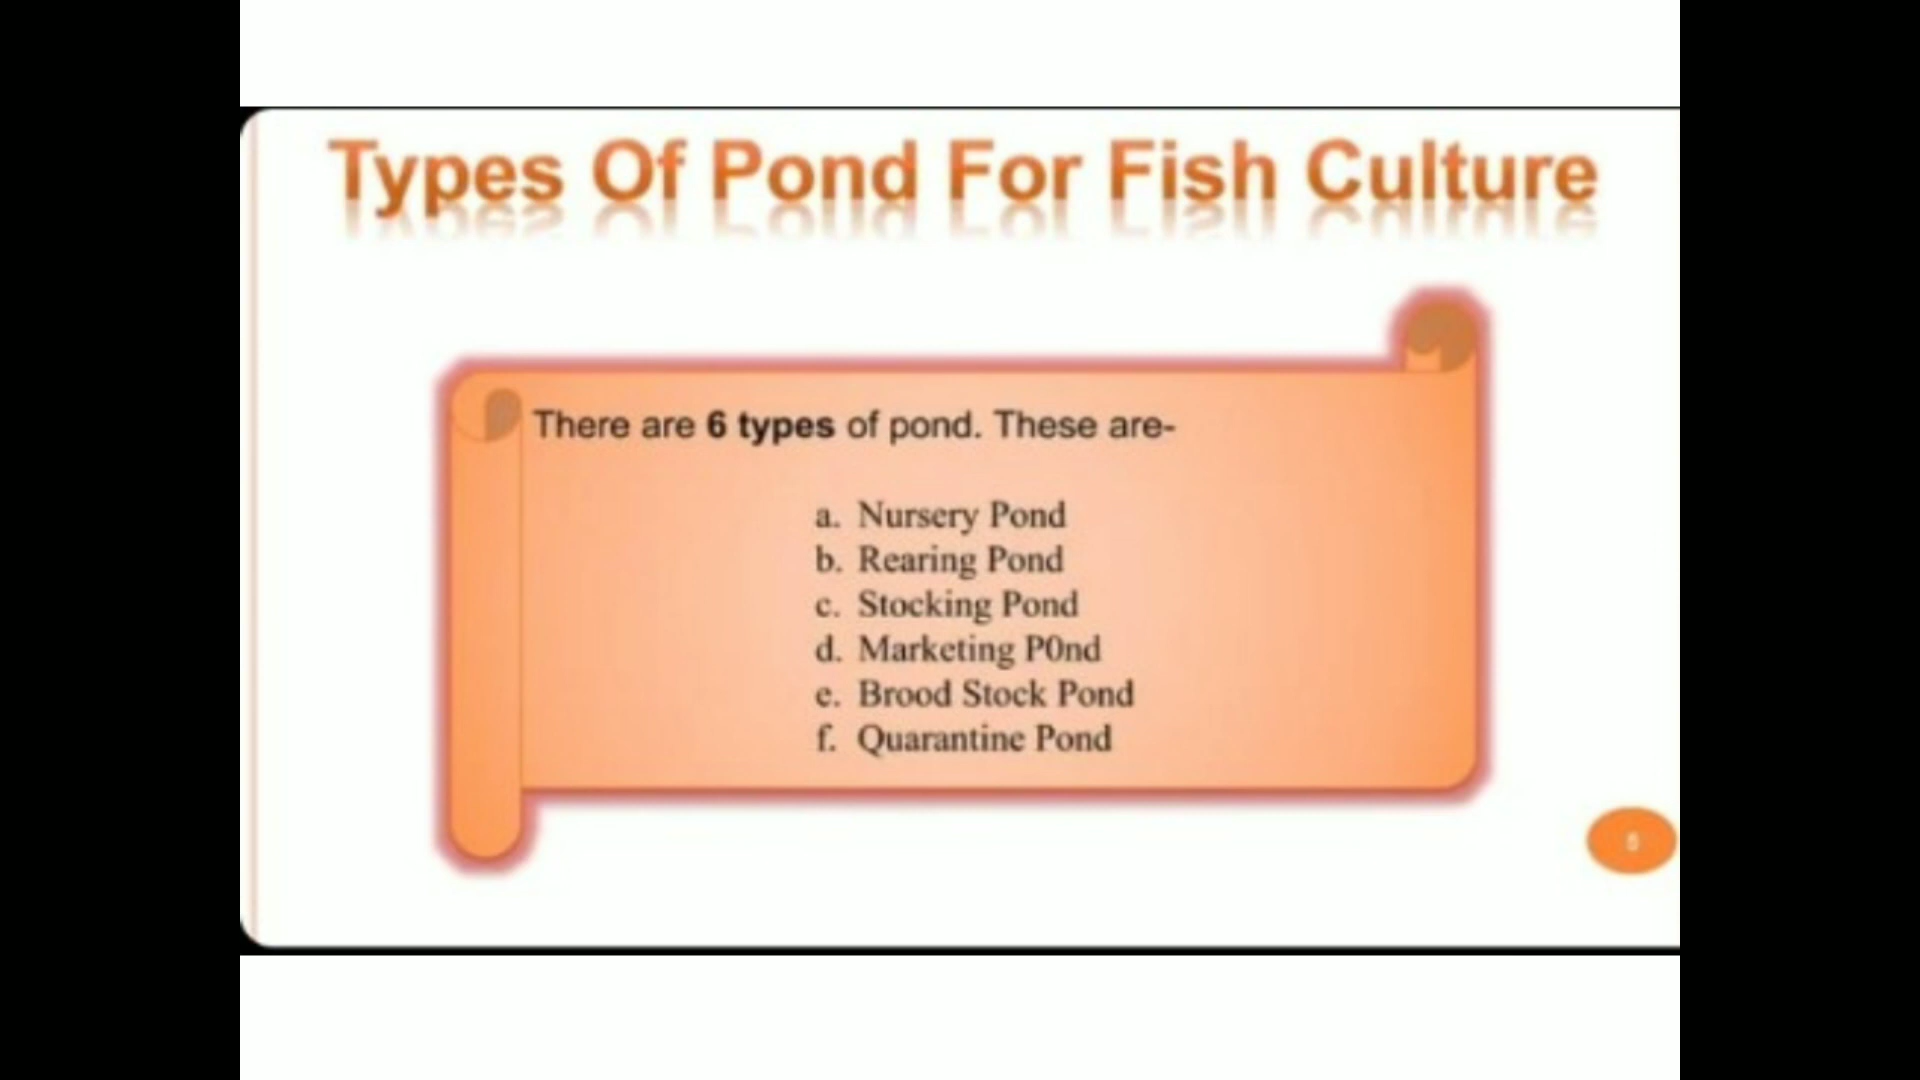 Types Of Pond For Fish Culture
There are 6 types of pond. These are-
a. Nursery Pond
b. Rearing Pond
c. Stocking Pond
d. Marketing P0nd
e. Brood Stock Pond
f. Quarantine Pond